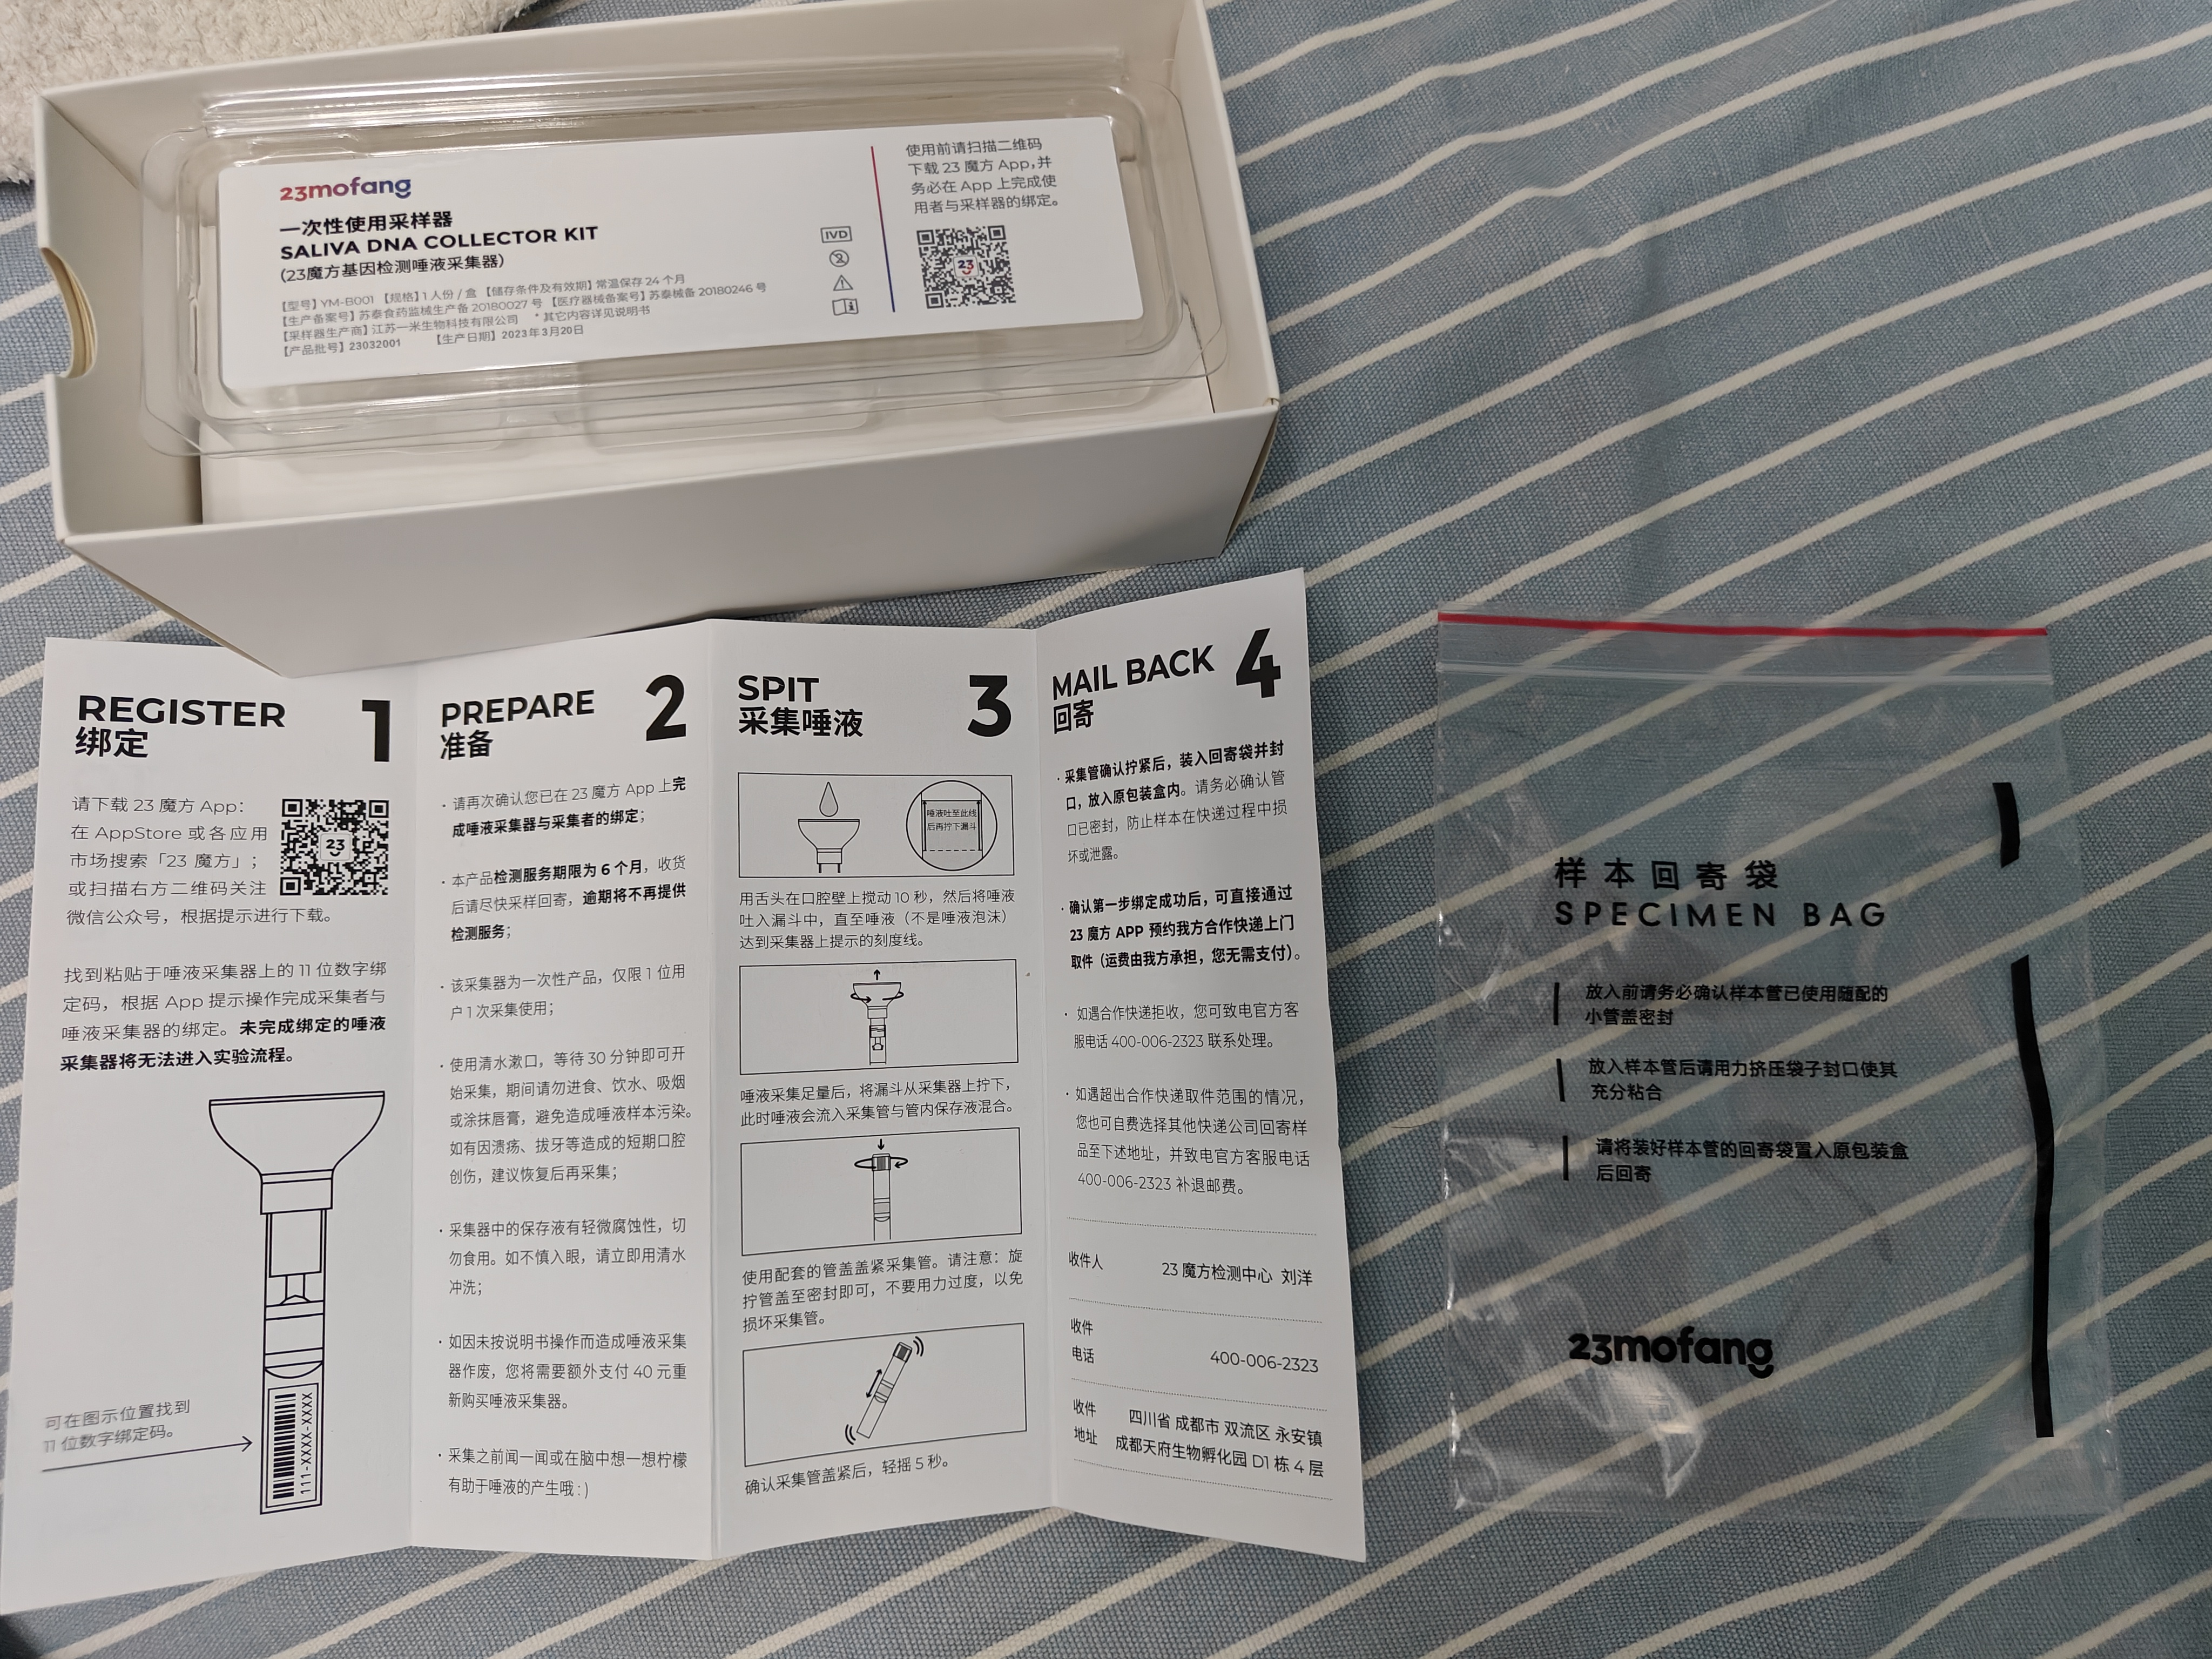 23mofang
一次性使用采样器
SALIVA DNA COLLECTOR KIT
(23魔方基因检测唾液采集器)
【型号】YM-B001 【规格】1人份/盒 【储存条件及有效期】常温保存24个月
【生产备案号】苏泰食药监械生产备20180027号 【医疗器械备案号】苏泰械备20180246号
【采样器生产商】江苏一米生物科技有限公司 *其它内容详见说明书
【产品批号】23032001 【生产日期】2023年3月20日
IVD
2
使用前请扫描二维码
下载 23 魔方 App,并
务必在 App 上完成使
用者与采样器的绑定。
23
REGISTER 1
绑定
请下载 23 魔方 App：
在 AppStore 或各应用
市场搜索「23 魔方」；
或扫描右方二维码关注
微信公众号，根据提示进行下载。
23
找到粘贴于唾液采集器上的 11 位数字绑
定码，根据 App 提示操作完成采集者与
唾液采集器的绑定。未完成绑定的唾液
采集器将无法进入实验流程。
可在图示位置找到
11 位数字绑定码。
111-XXXX-XXXX
PREPARE 2
准备
· 请再次确认您已在 23 魔方 App 上完
成唾液采集器与采集者的绑定；
· 本产品检测服务期限为 6 个月，收货
后请尽快采样回寄，逾期将不再提供
检测服务；
· 该采集器为一次性产品，仅限 1 位用
户 1 次采集使用；
· 使用清水漱口，等待 30 分钟即可开
始采集，期间请勿进食、饮水、吸烟
或涂抹唇膏，避免造成唾液样本污染。
如有因溃疡、拔牙等造成的短期口腔
创伤，建议恢复后再采集；
· 采集器中的保存液有轻微腐蚀性，切
勿食用。如不慎入眼，请立即用清水
冲洗；
· 如因未按说明书操作而造成唾液采集
器作废，您将需要额外支付 40 元重
新购买唾液采集器。
· 采集之前闻一闻或在脑中想一想柠檬
有助于唾液的产生哦 : )
SPIT 3
采集唾液
唾液吐至此线
后再拧下漏斗
用舌头在口腔壁上搅动 10 秒，然后将唾液
吐入漏斗中，直至唾液（不是唾液泡沫）
达到采集器上提示的刻度线。
唾液采集足量后，将漏斗从采集器上拧下，
此时唾液会流入采集管与管内保存液混合。
使用配套的管盖盖紧采集管。请注意：旋
拧管盖至密封即可，不要用力过度，以免
损坏采集管。
确认采集管盖紧后，轻摇 5 秒。
MAIL BACK 4
回寄
· 采集管确认拧紧后，装入回寄袋并封
口，放入原包装盒内。请务必确认管
口已密封，防止样本在快递过程中损
坏或泄露。
· 确认第一步绑定成功后，可直接通过
23 魔方 APP 预约我方合作快递上门
取件（运费由我方承担，您无需支付）。
· 如遇合作快递拒收，您可致电官方客
服电话 400-006-2323 联系处理。
· 如遇超出合作快递取件范围的情况，
您也可自费选择其他快递公司回寄样
品至下述地址，并致电官方客服电话
400-006-2323 补退邮费。
收件人 23 魔方检测中心 刘洋
收件
电话 400-006-2323
收件 四川省 成都市 双流区 永安镇
地址 成都天府生物孵化园 D1 栋 4 层
样本回寄袋
SPECIMEN BAG
放入前请务必确认样本管已使用随配的
小管盖密封
放入样本管后请用力挤压袋子封口使其
充分粘合
请将装好样本管的回寄袋置入原包装盒
后回寄
23mofang